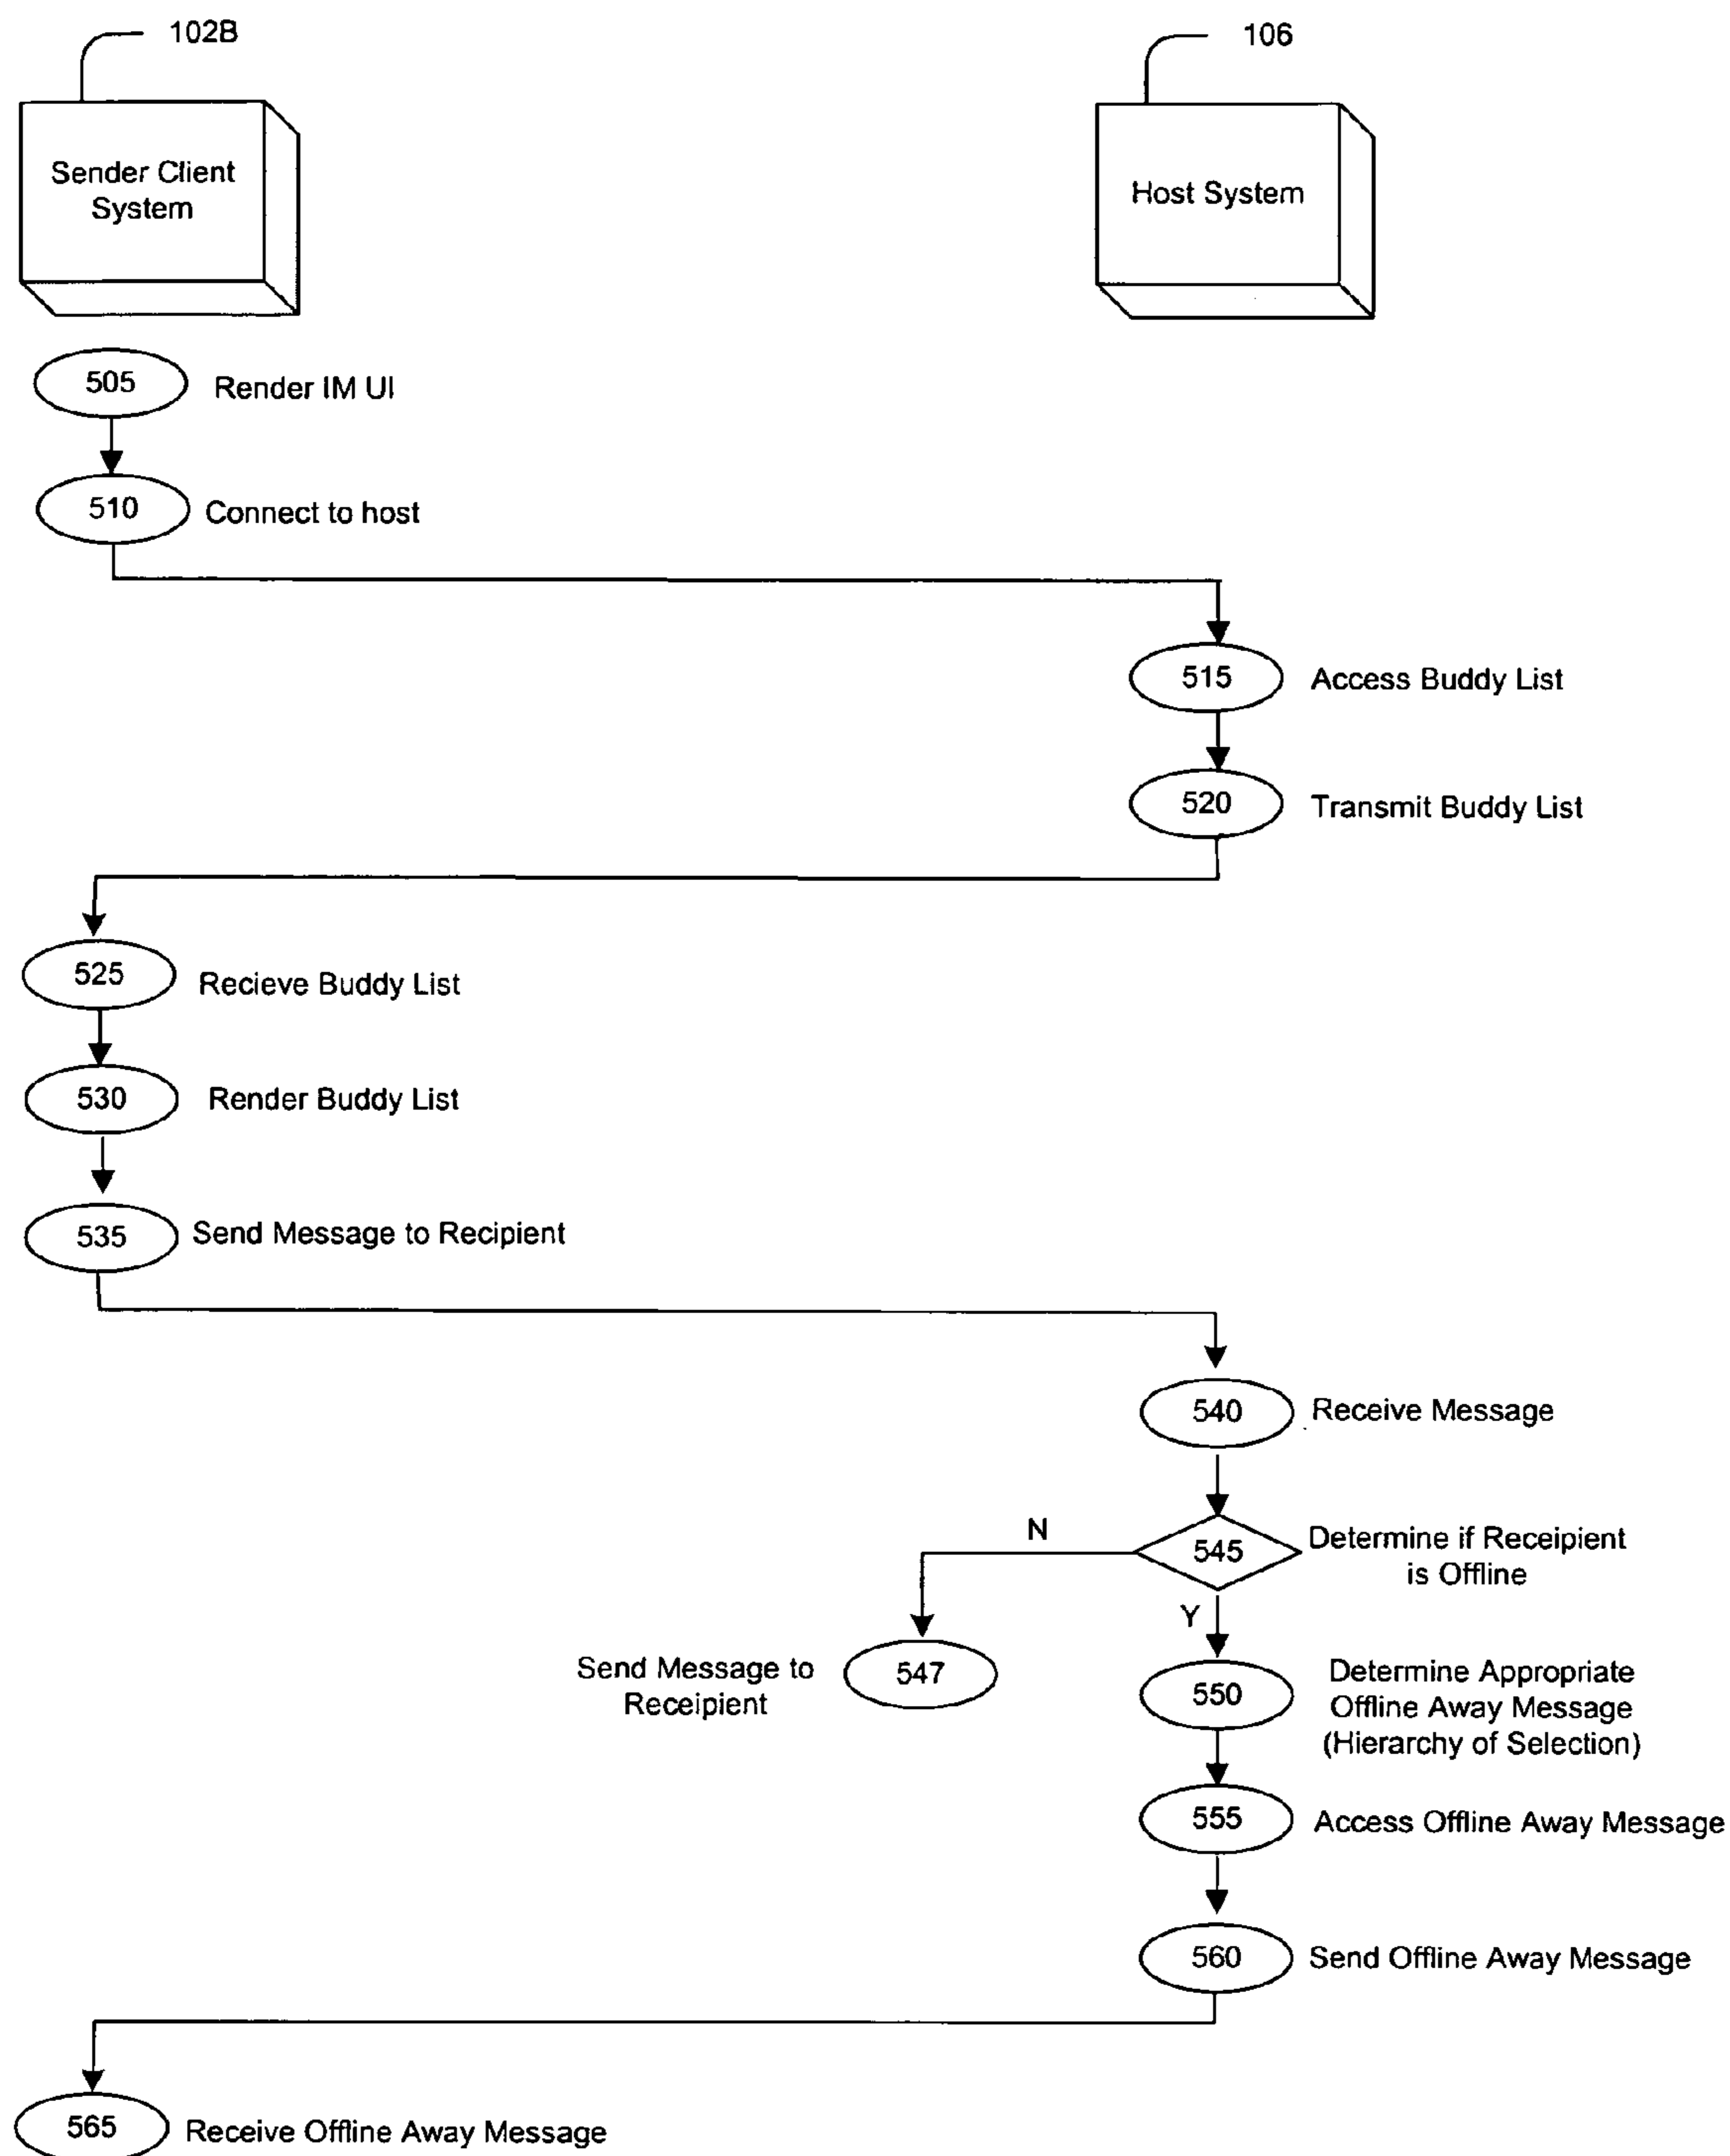 102B
106
Sender Client
System
Host System
505
Render IM UI
510
Connect to host
515
Access Buddy List
520
Transmit Buddy List
525
Recieve Buddy List
530
Render Buddy List
535
Send Message to Recipient
540
Receive Message
N
545
Determine if Receipient
is Offline
Y
Send Message to
Receipient
547
550
Determine Appropriate
Offline Away Message
(Hierarchy of Selection)
555
Access Offline Away Message
560
Send Offline Away Message
565
Receive Offline Away Message